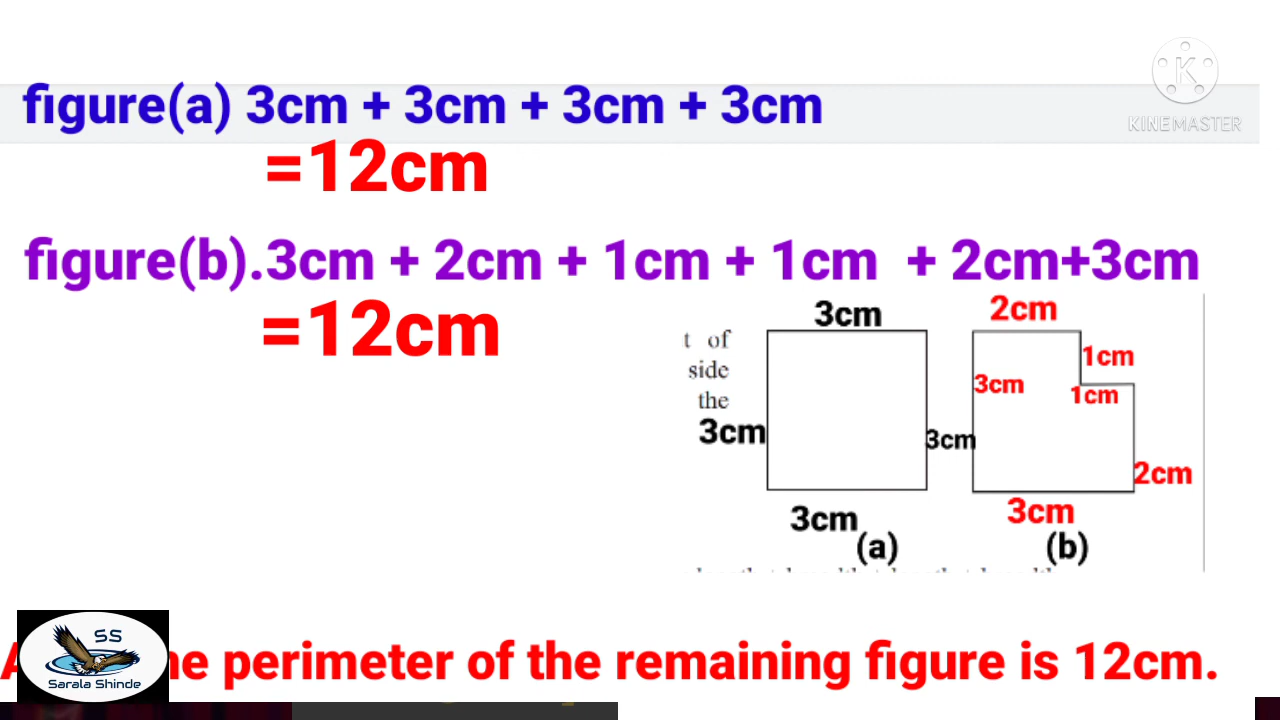 figure(a) 3cm + 3cm + 3cm + 3cm
KINEMASTER
=12cm
figure(b).3cm + 2cm + 1cm + 1cm + 2cm+3cm
=12cm
3cm
2cm
t of
1cm
side
3cm
1cm
the
3cm
3cm
2cm
3cm
3cm
(a)
(b)
SS
Sarala Shinde
perimeter of the remaining figure is 12cm.